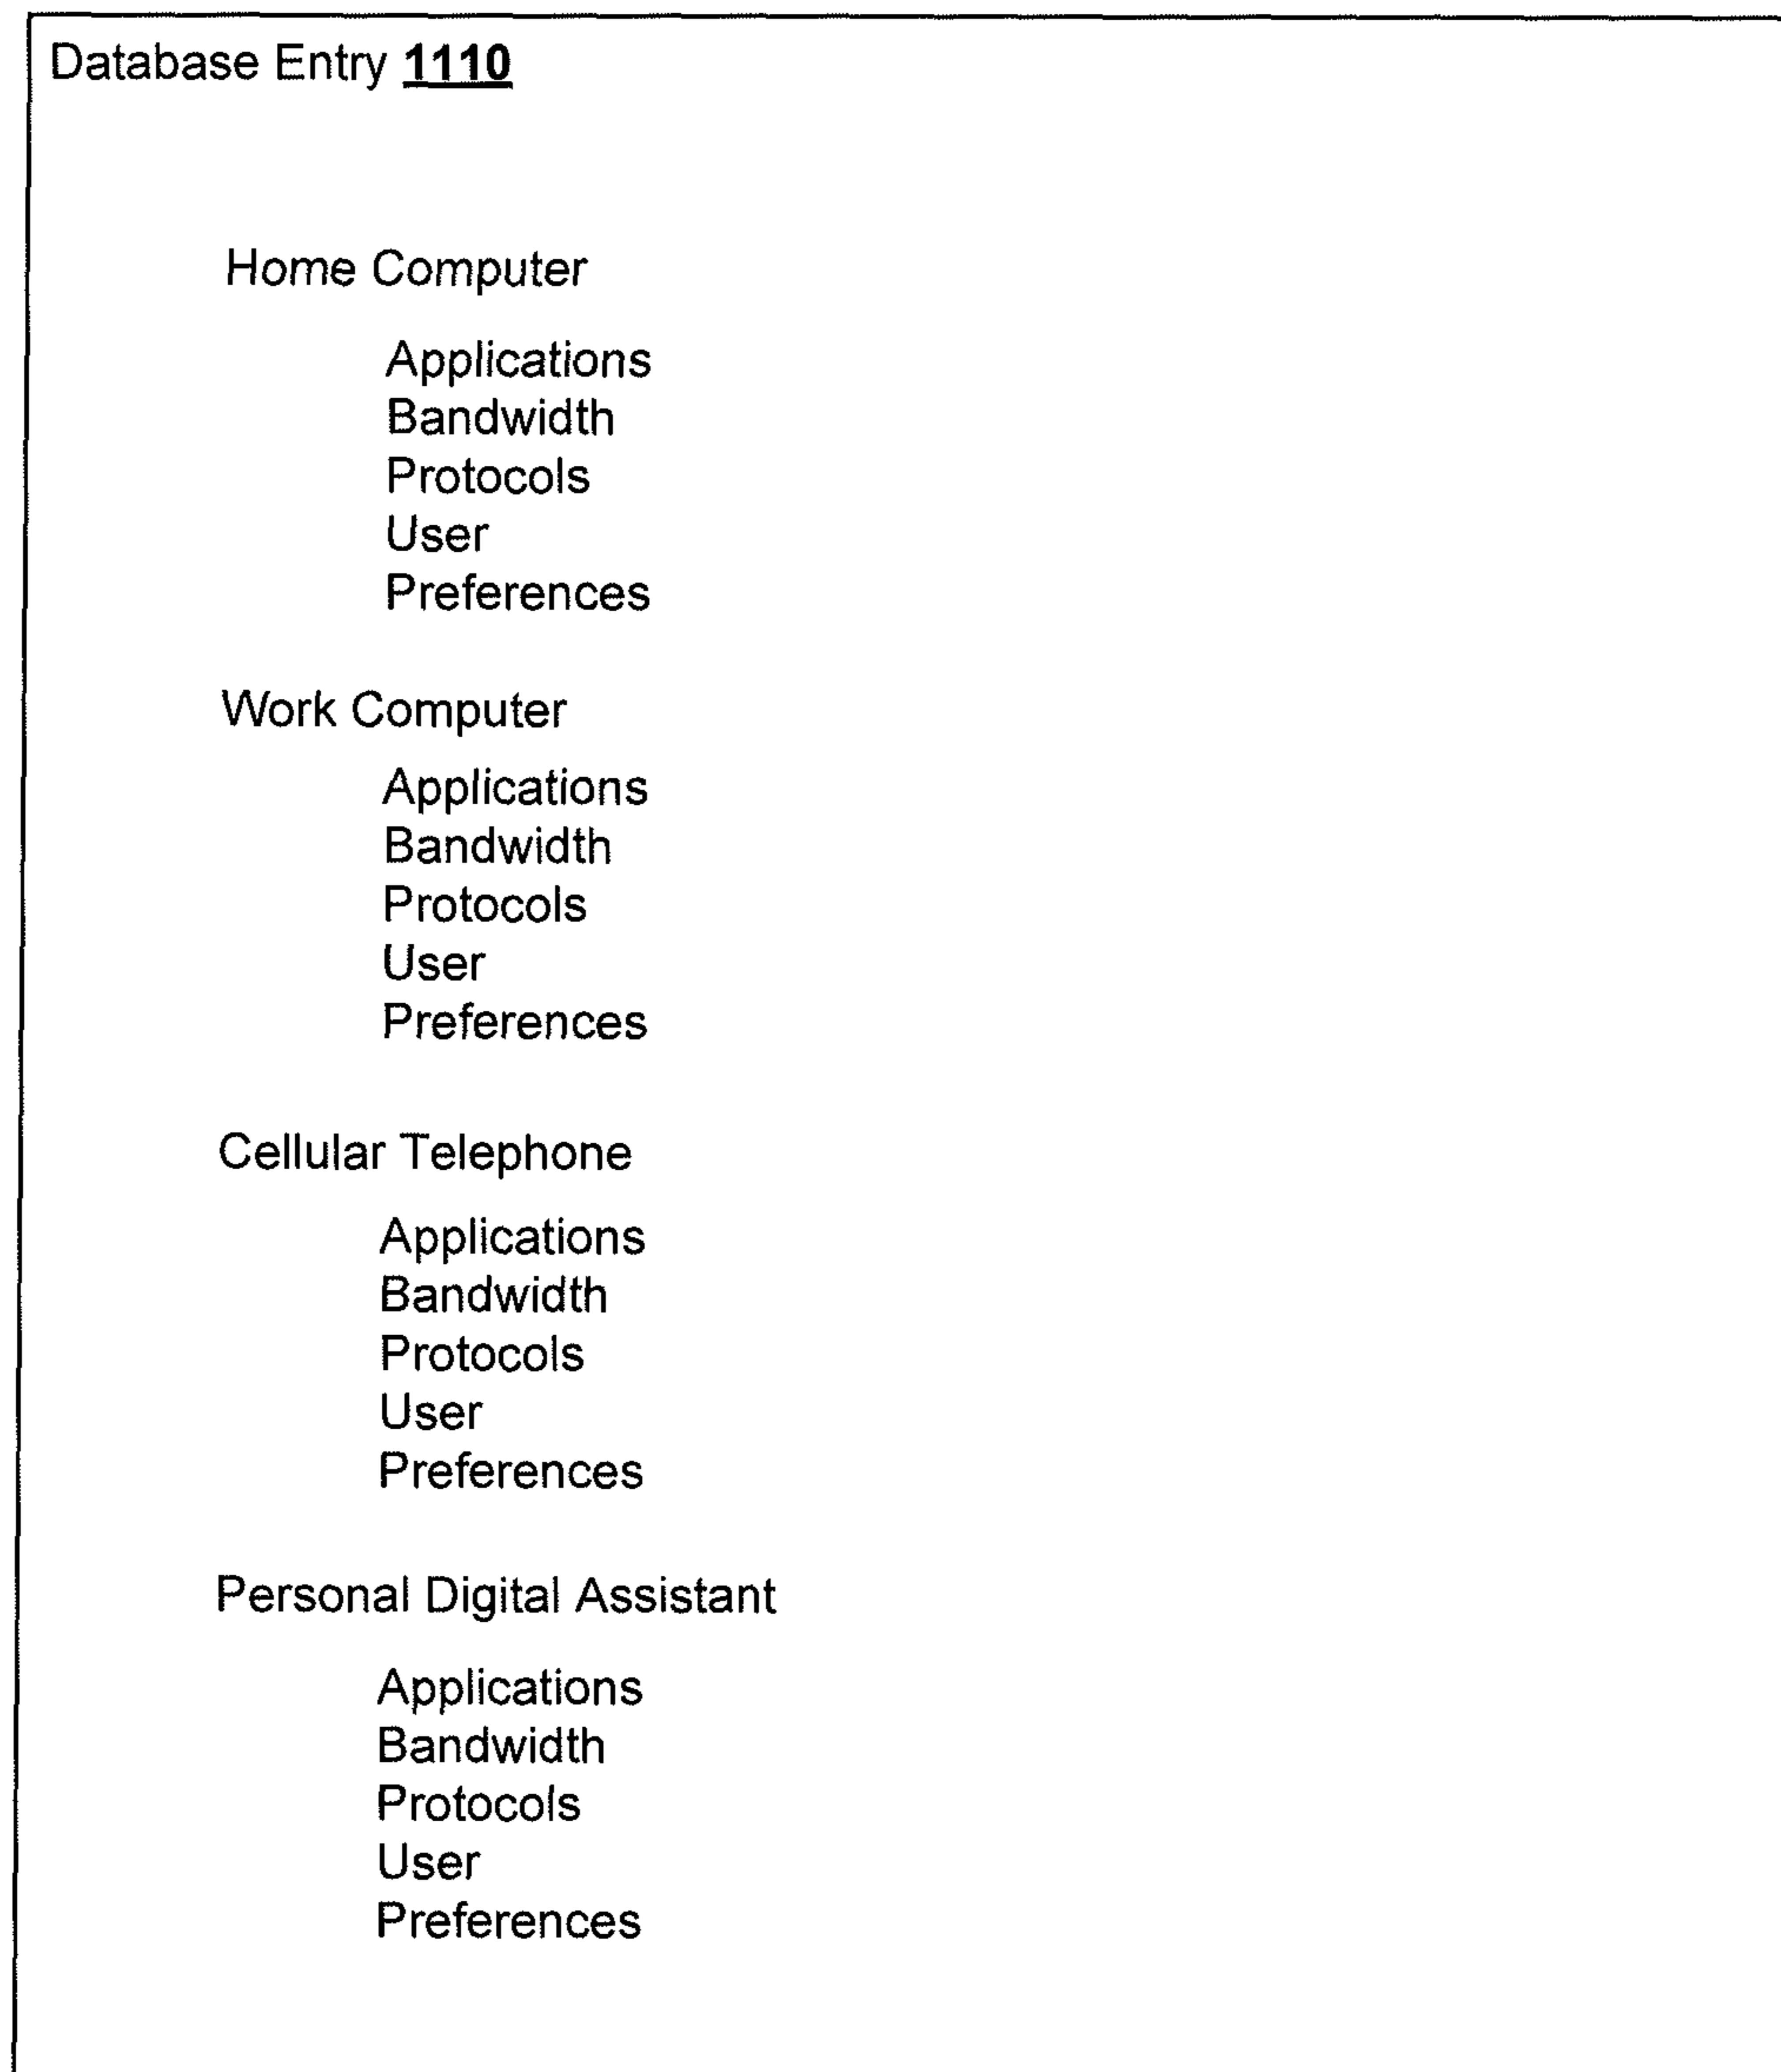 Database Entry 1110
Home Computer
Applications
Bandwidth
Protocols
User
Preferences
Work Computer
Applications
Bandwidth
Protocols
User
Preferences
Cellular Telephone
Applications
Bandwidth
Protocols
User
Preferences
Personal Digital Assistant
Applications
Bandwidth
Protocols
User
Preferences